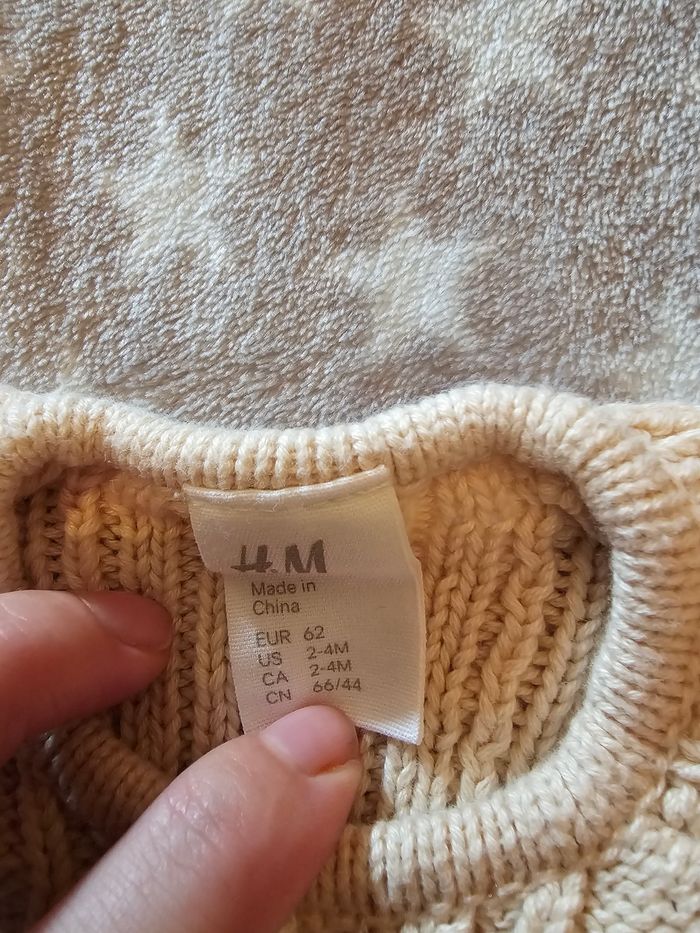 H&M
Made in
China
EUR 62
US 2-4M
CA 2-4M
CN 66/44